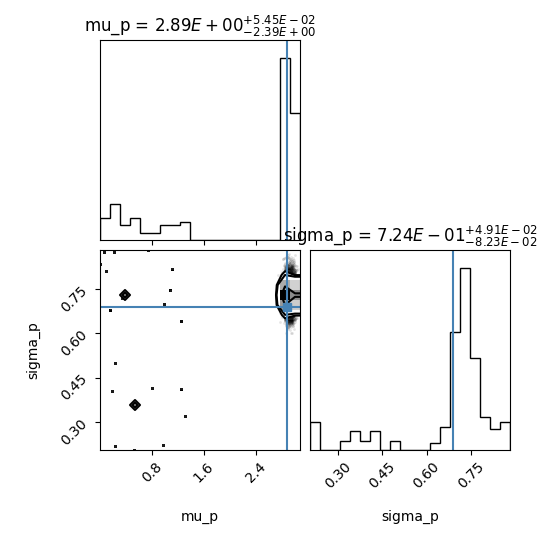 mu_p = 2.89E + 00+5.45E − 02−2.39E + 00
sigma_p = 7.24E − 01+4.91E − 02−8.23E − 02
0.75
0.60
0.45
0.30
sigma_p
0.8 1.6 2.4
mu_p
0.30 0.45 0.60 0.75
sigma_p